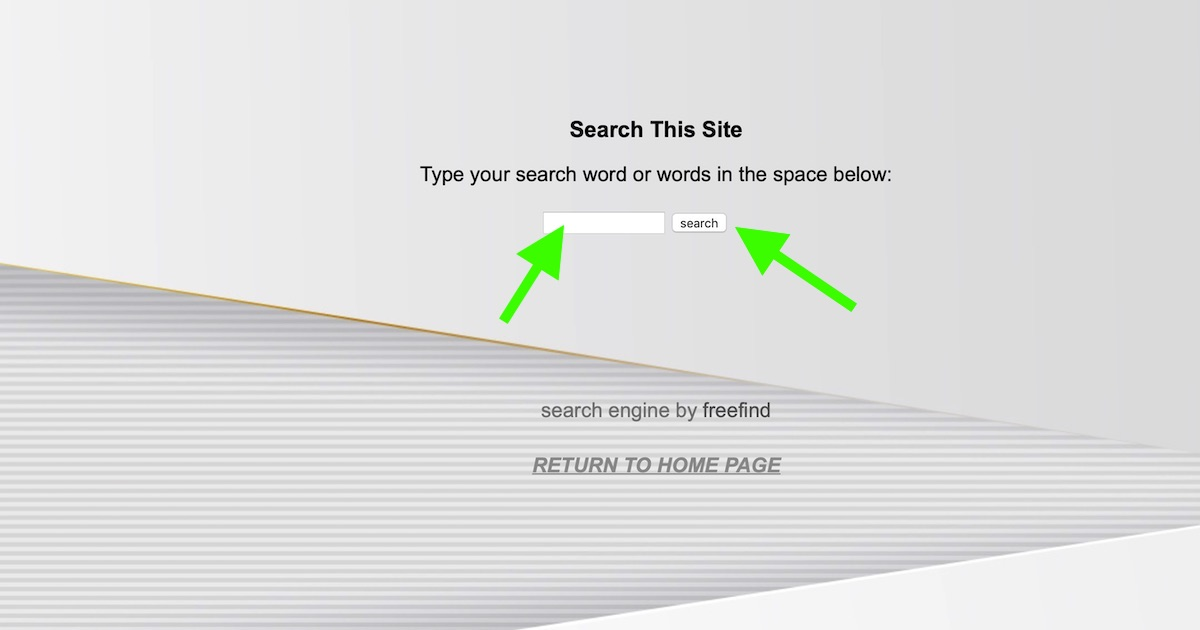 Search This Site
Type your search word or words in the space below:
search
search engine by freefind
RETURN TO HOME PAGE